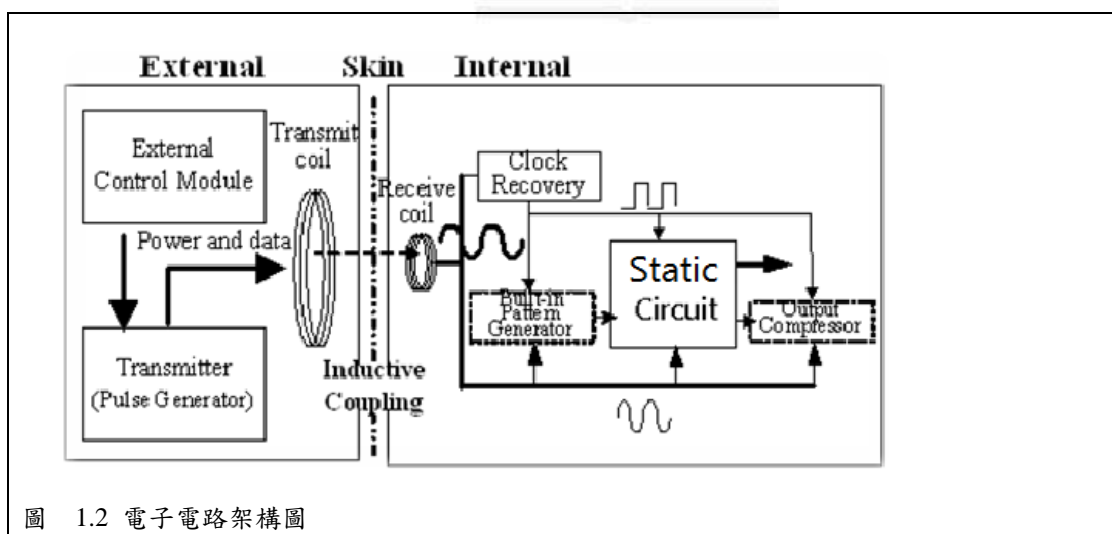 External Skin Internal
External
Control Module
Transmit
coil
Power and data
Transmitter
(Pulse Generator)
Inductive
Coupling
Receive
coil
Clock
Recovery
Built-in
Pattern
Generator
Static
Circuit
Output
Compressor
圖 1.2 電子電路架構圖